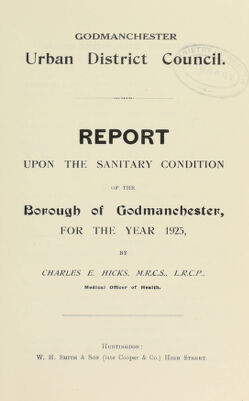 GODMANCHESTER
Urban District Council.
REPORT
UPON THE SANITARY CONDITION
OF THE
Borough of Godmanchester,
FOR THE YEAR 1925,
BY
CHARLES E. HICKS, M.R.C.S., L.R.C.P.,
Medical Officer of Health.
HUNTINGDON:
W. H. SMITH & SON (late Cooper & Co.) HIGH STREET.